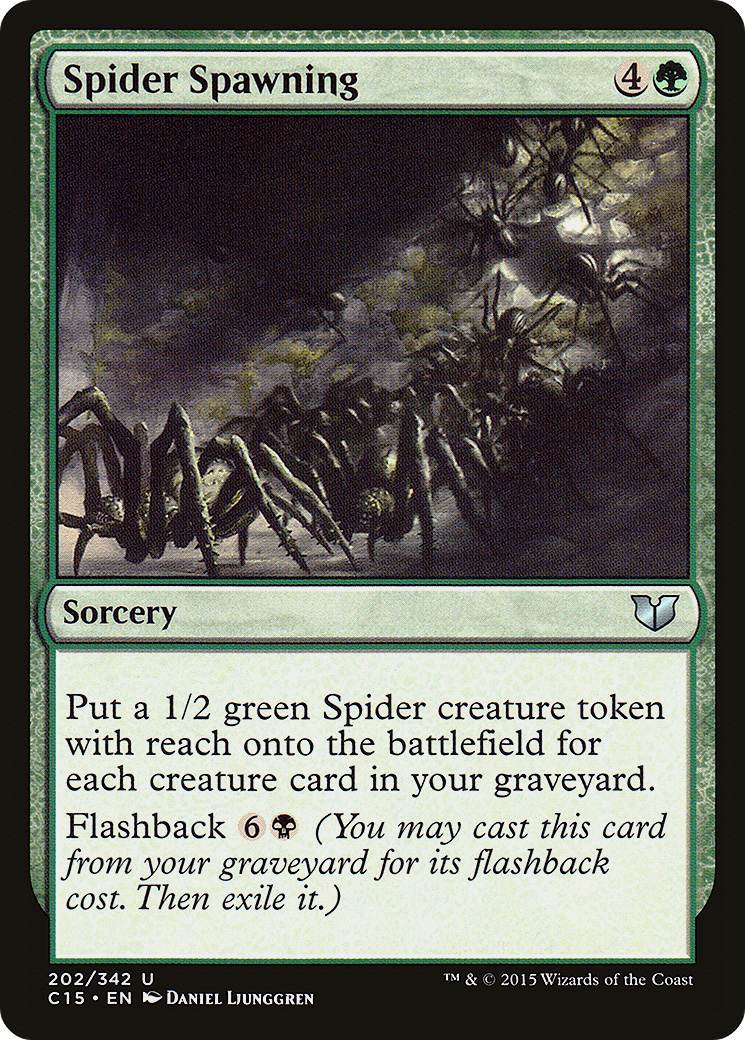 Spider Spawning 4
Sorcery
Put a 1/2 green Spider creature token
with reach onto the battlefield for
each creature card in your graveyard.
Flashback 6 (You may cast this card
from your graveyard for its flashback
cost. Then exile it.)
202/342 U
C15 • EN Daniel Ljunggren
™ & © 2015 Wizards of the Coast